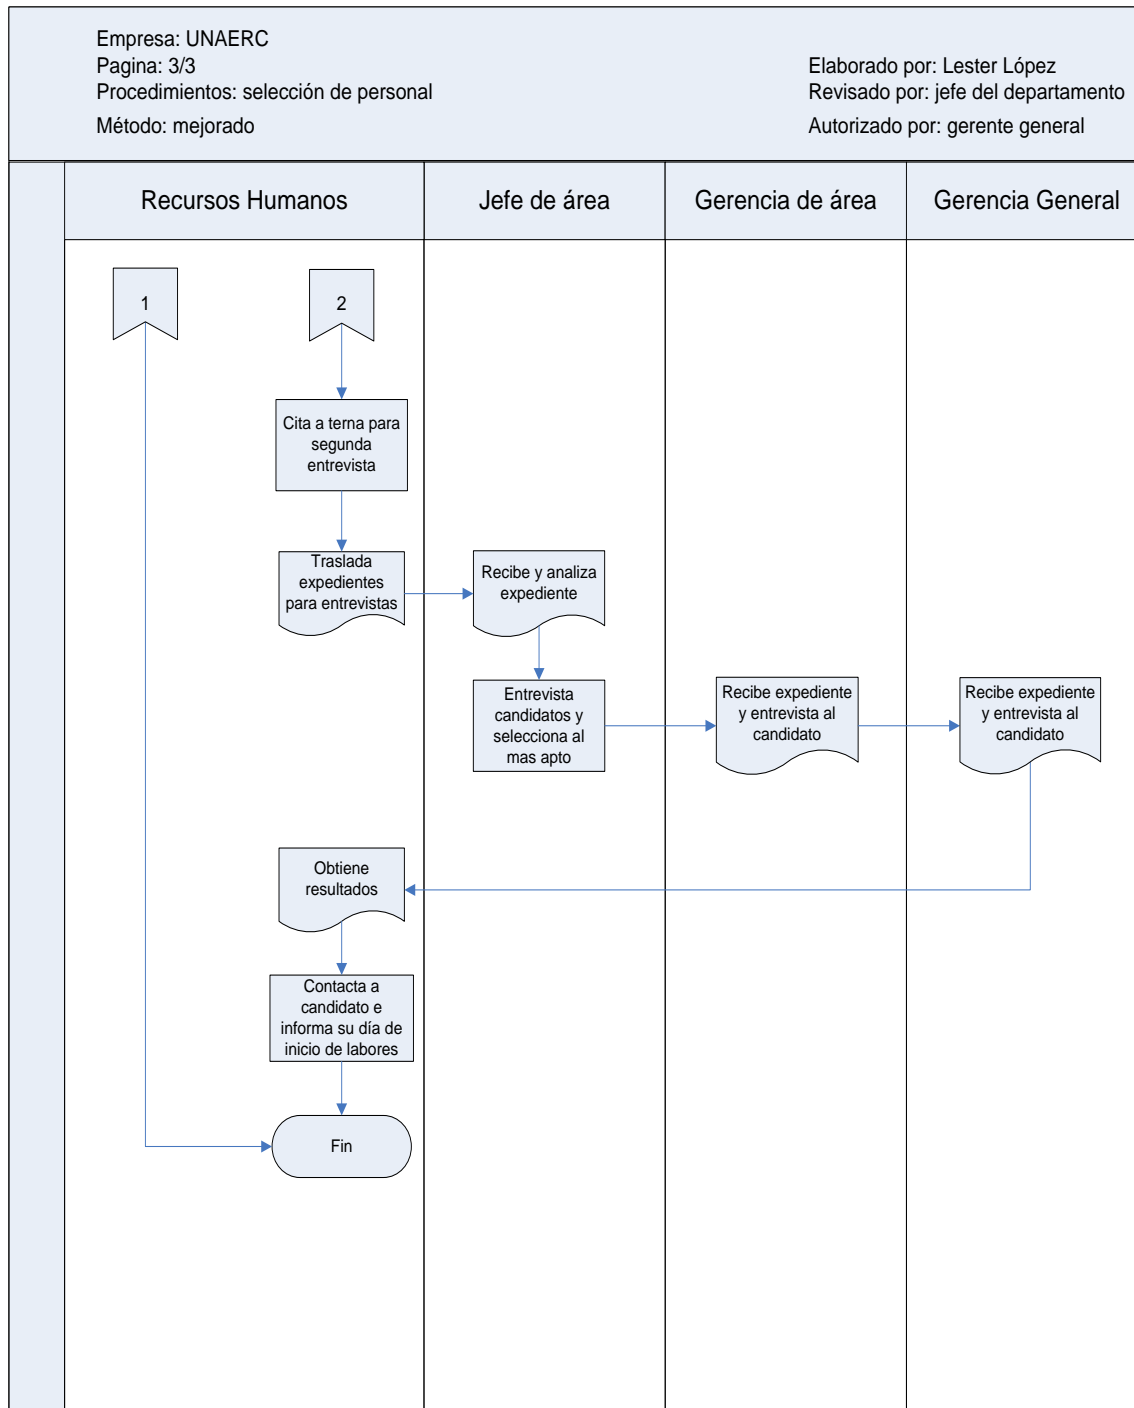 Empresa: UNAERC
Pagina: 3/3
Procedimientos: selección de personal
Método: mejorado
Elaborado por: Lester López
Revisado por: jefe del departamento
Autorizado por: gerente general
Recursos Humanos
Jefe de área
Gerencia de área
Gerencia General
1
2
Cita a terna para
segunda
entrevista
Traslada
expedientes
para entrevistas
Recibe y analiza
expediente
Entrevista
candidatos y
selecciona al
mas apto
Recibe expediente
y entrevista al
candidato
Recibe expediente
y entrevista al
candidato
Obtiene
resultados
Contacta a
candidato e
informa su día de
inicio de labores
Fin